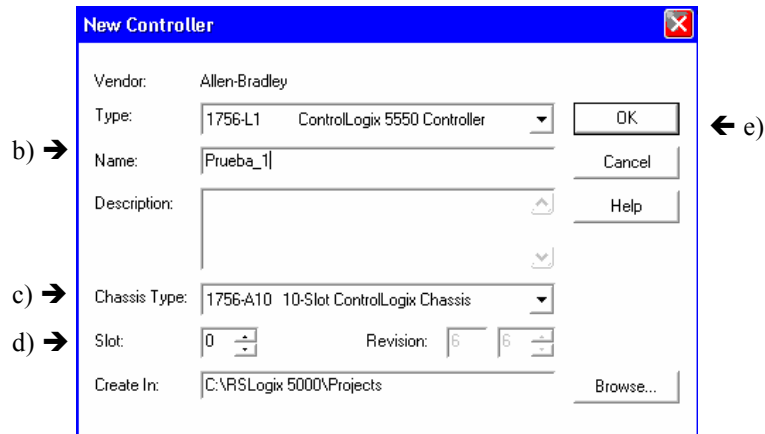 New Controller
Vendor: Allen-Bradley
Type: 1756-L1 ControlLogix 5550 Controller OK e)
b) Name: Prueba_1 Cancel
Description: Help
c) Chassis Type: 1756-A10 10-Slot ControlLogix Chassis
d) Slot: 0 Revision: 6 6
Create In: C:\RSLogix 5000\Projects Browse...